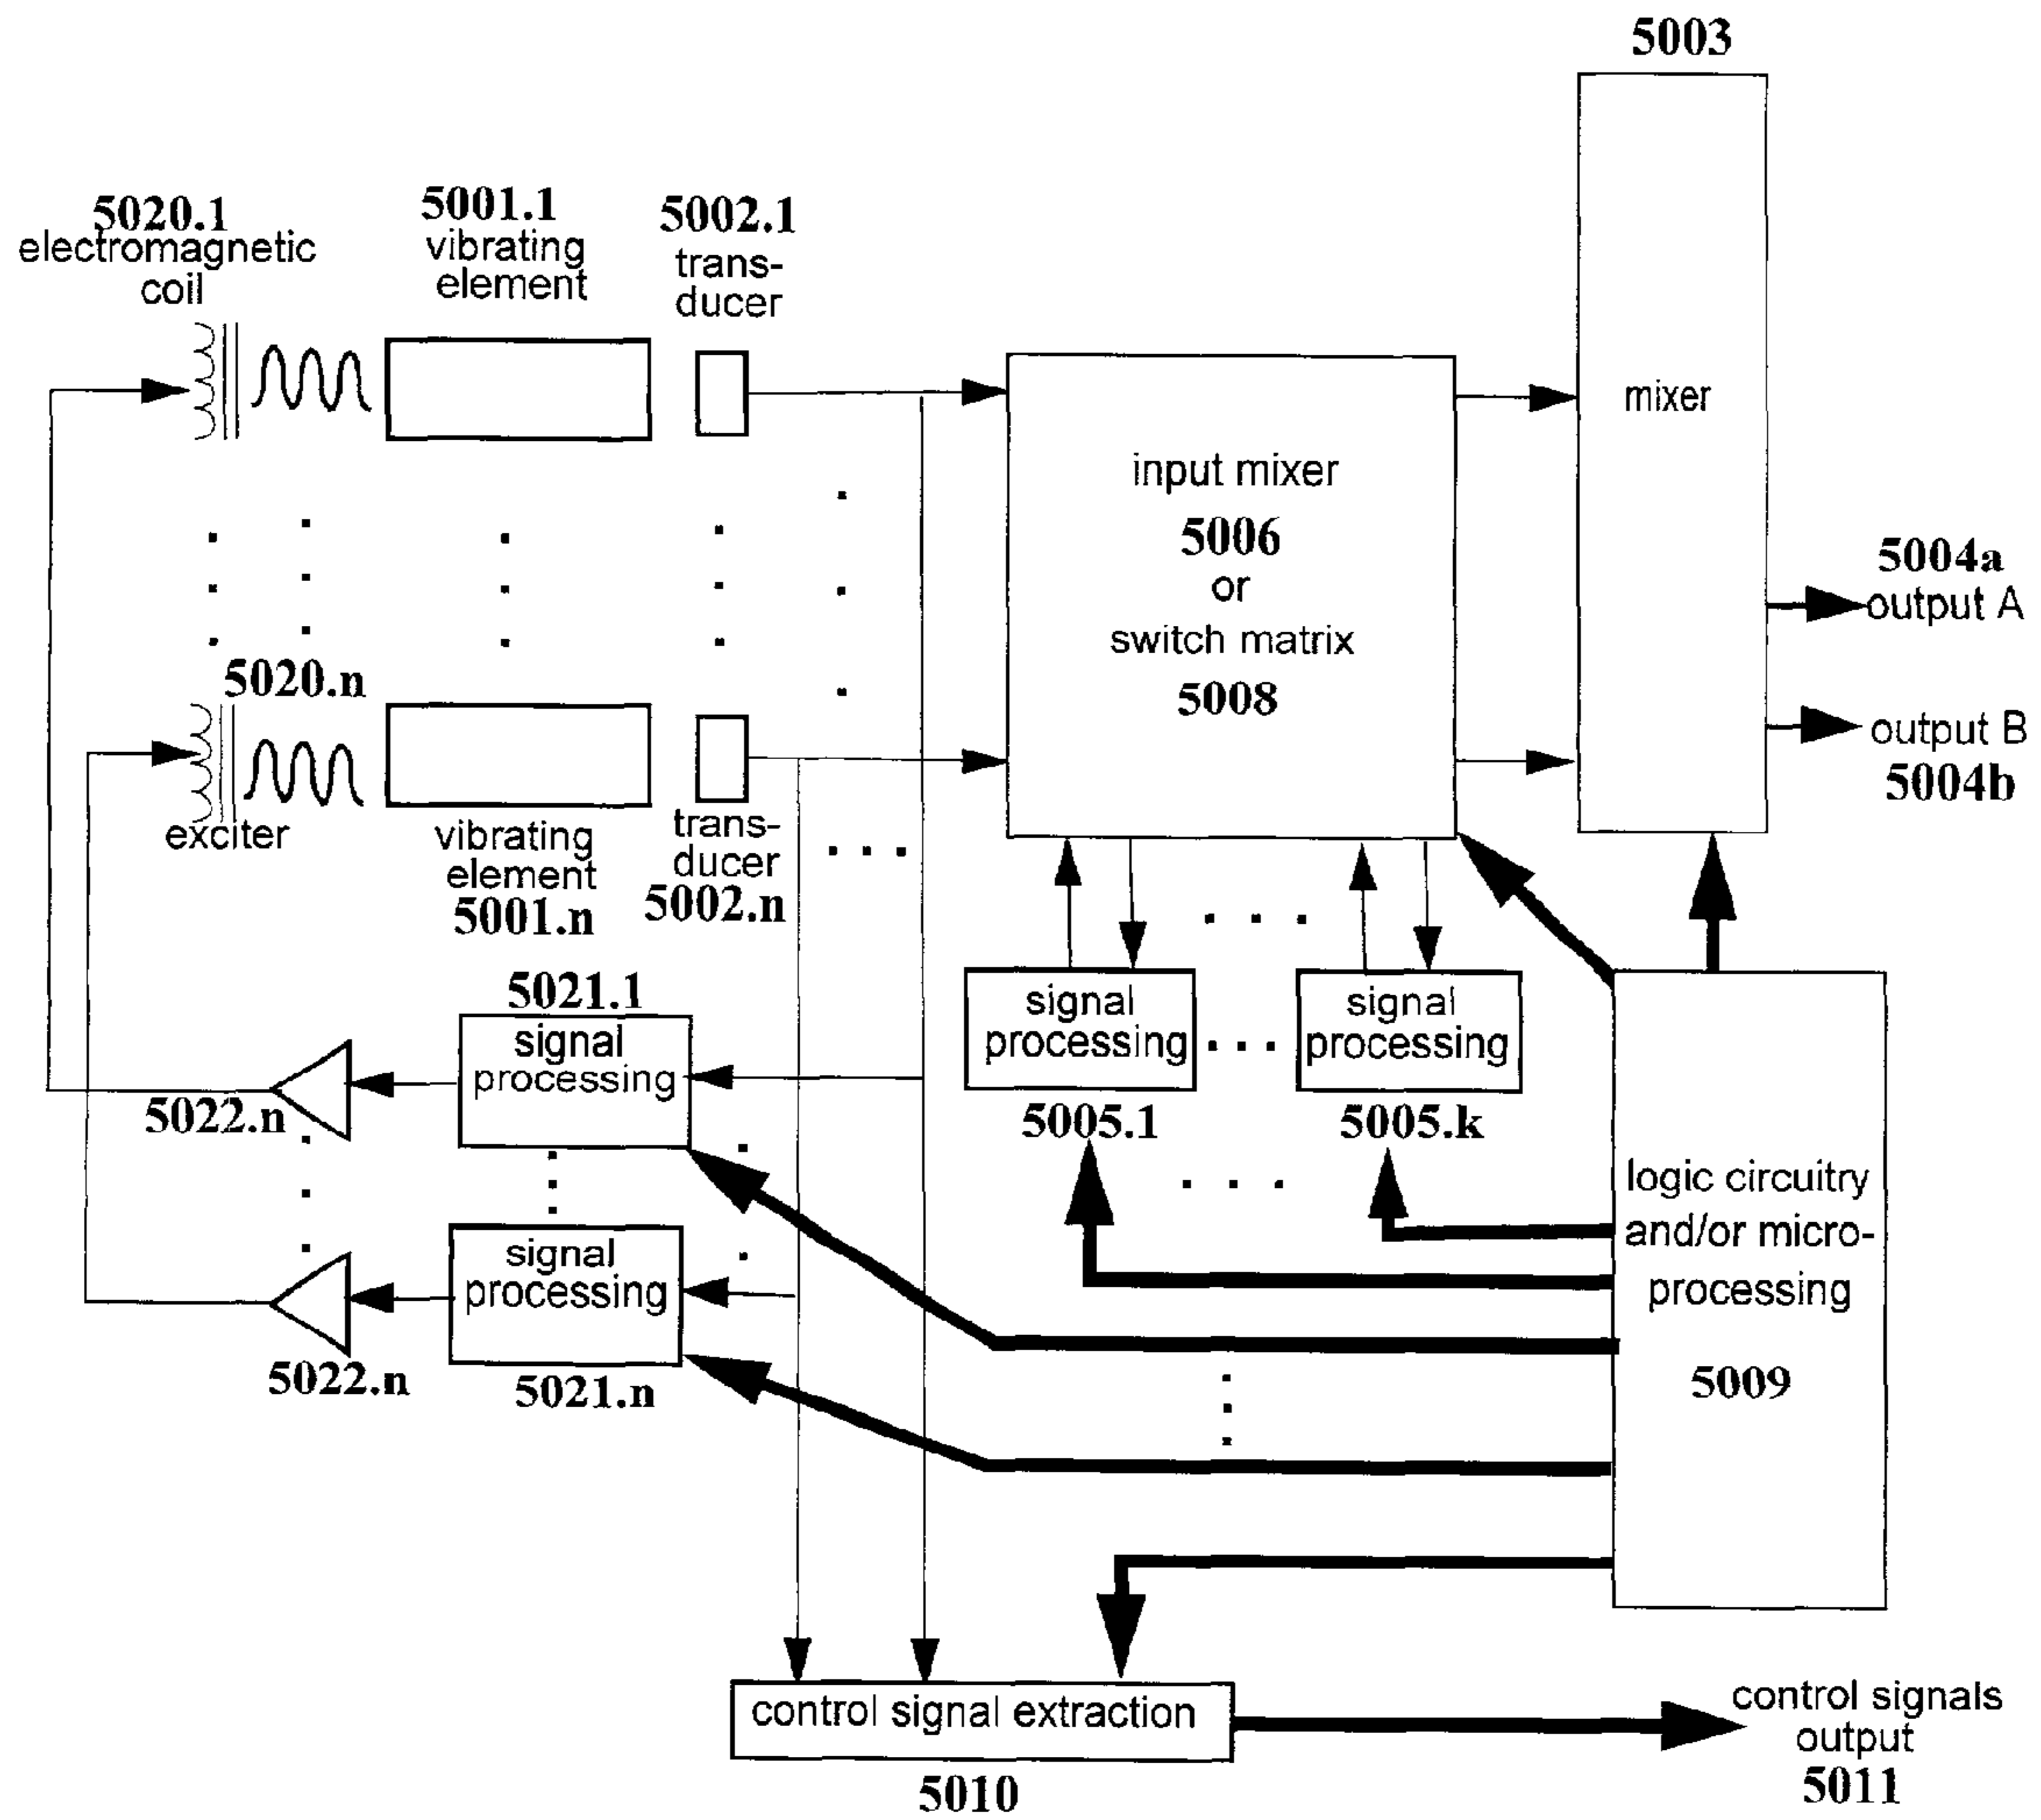 5003
5020.1
electromagnetic
coil
5001.1
vibrating
element
5002.1
trans-
ducer
mixer
input mixer
5006
or
switch matrix
5008
5004a
output A
output B
5004b
5020.n
exciter
vibrating
element
5001.n
trans-
ducer
5002.n
5021.1
signal
processing
5022.n
signal
processing
5005.1
signal
processing
5005.k
signal
processing
5021.n
5022.n
logic circuitry
and/or micro-
processing
5009
control signal extraction
5010
control signals
output
5011